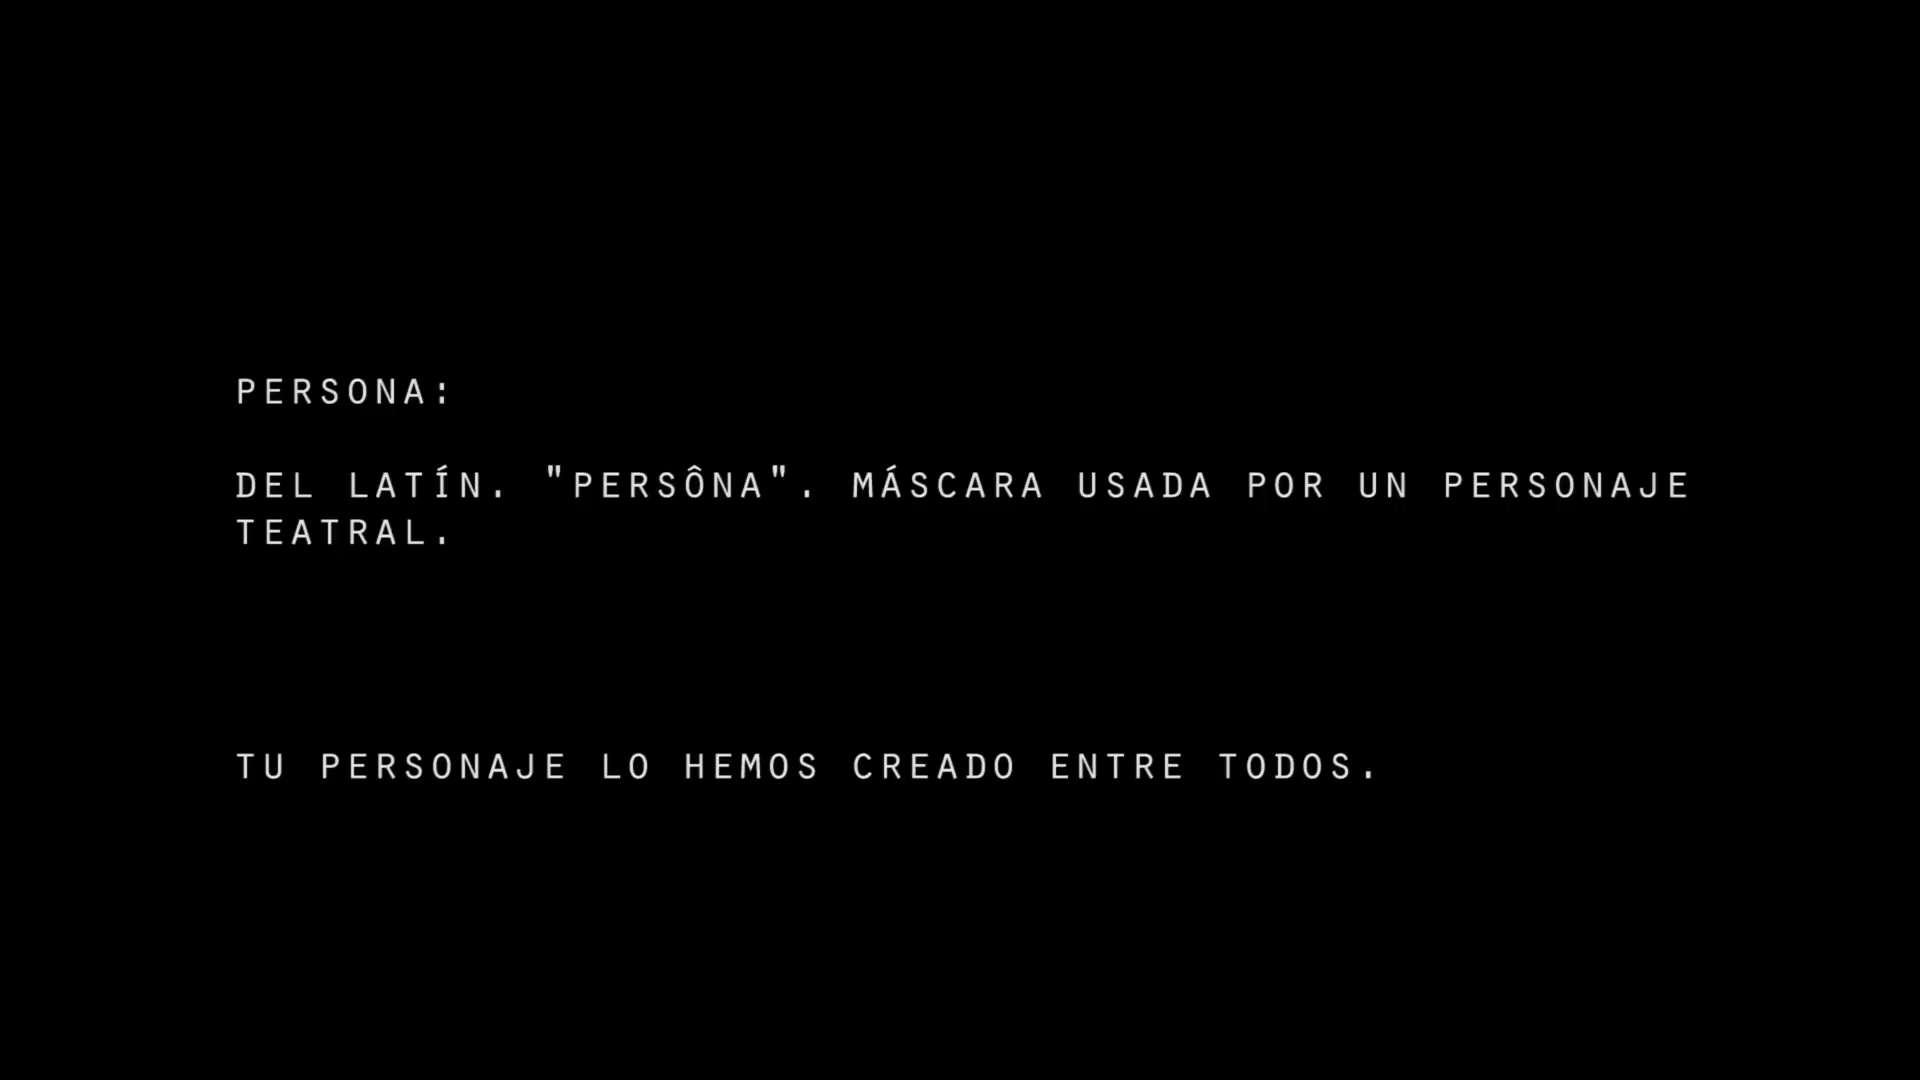 PERSONA:
DEL LATÍN. "PERSÔNA". MÁSCARA USADA POR UN PERSONAJE
TEATRAL.
TU PERSONAJE LO HEMOS CREADO ENTRE TODOS.